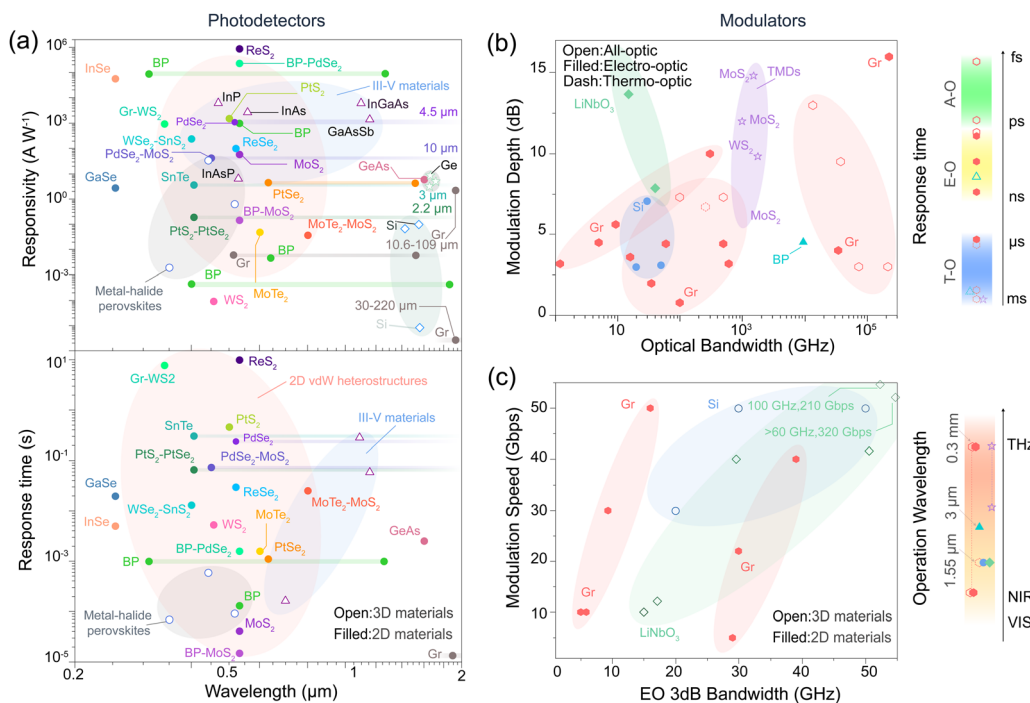 Photodetectors
Modulators
(a)
Responsivity (A W⁻¹)
10⁶
10³
10⁰
10⁻³
InSe
BP
ReS₂
BP-PdSe₂
PtS₂
III-V materials
InP
InGaAs
Gr-WS₂
PdSe₂
InAs
4.5 μm
BP
GaAsSb
WSe₂-SnS₂
ReSe₂
10 μm
PdSe₂-MoS₂
MoS₂
GeAs
Ge
GaSe
SnTe
InAsP
PtSe₂
3 μm
2.2 μm
BP-MoS₂
PtS₂-PtSe₂
MoTe₂-MoS₂
Si
Gr
10.6-109 μm
Gr
BP
Metal-halide
perovskites
BP
MoTe₂
WS₂
30-220 μm
Si
Gr
Response time (s)
10¹
10⁻¹
10⁻³
10⁻⁵
ReS₂
Gr-WS2
2D vdW heterostructures
PtS₂
III-V materials
SnTe
PdSe₂
PtS₂-PtSe₂
PdSe₂-MoS₂
GaSe
ReSe₂
MoTe₂-MoS₂
WSe₂-SnS₂
InSe
WS₂
MoTe₂
GeAs
BP-PdSe₂
PtSe₂
BP
BP
Metal-halide
perovskites
MoS₂
Open:3D materials
Filled:2D materials
BP-MoS₂
Gr
0.2
0.5
1
2
Wavelength (μm)
(b)
Modulation Depth (dB)
15
10
5
0
Open:All-optic
Filled:Electro-optic
Dash:Thermo-optic
LiNbO₃
MoS₂
TMDs
Gr
MoS₂
WS₂
Si
MoS₂
Gr
BP
Gr
10¹
10³
10⁵
Optical Bandwidth (GHz)
Response time
A-O
E-O
T-O
fs
ps
ns
μs
ms
(c)
Modulation Speed (Gbps)
50
40
30
20
10
Gr
Si
100 GHz,210 Gbps
>60 GHz,320 Gbps
Gr
Gr
LiNbO₃
Open:3D materials
Filled:2D materials
0
10
20
30
40
50
EO 3dB Bandwidth (GHz)
Operation Wavelength
0.3 mm
3 μm
1.55 μm
THz
NIR
VIS